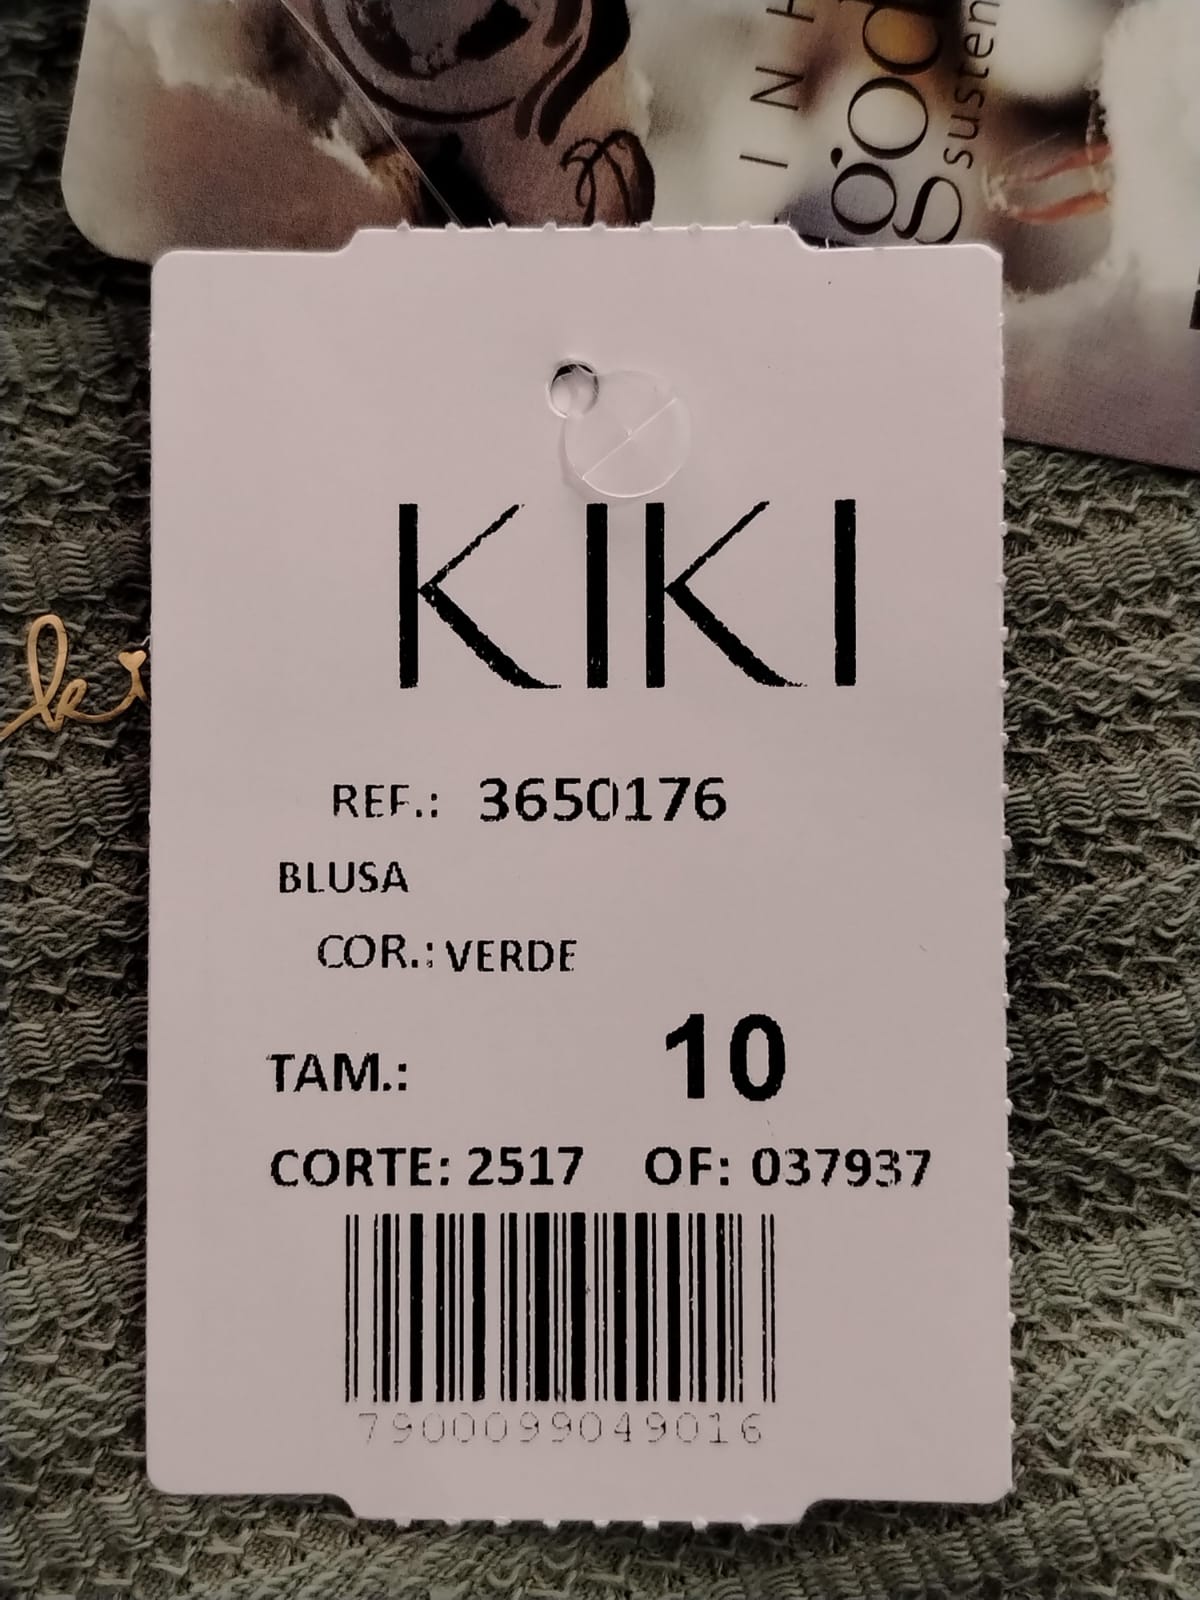 KIKI
REF.: 3650176
BLUSA
COR.: VERDE
TAM.: 10
CORTE: 2517 OF: 037937
7900099049016